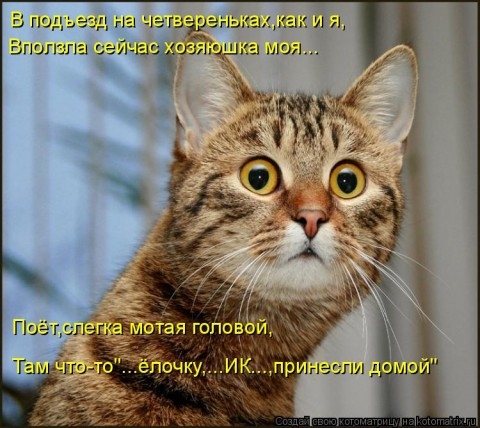 В подъезд на четвереньках,как и я,
Вползла сейчас хозяюшка моя...
Поёт,слегка мотая головой,
Там что-то"...ёлочку,...ИК...,принесли домой"
Создай свою котоматрицу на kotomatrix.ru